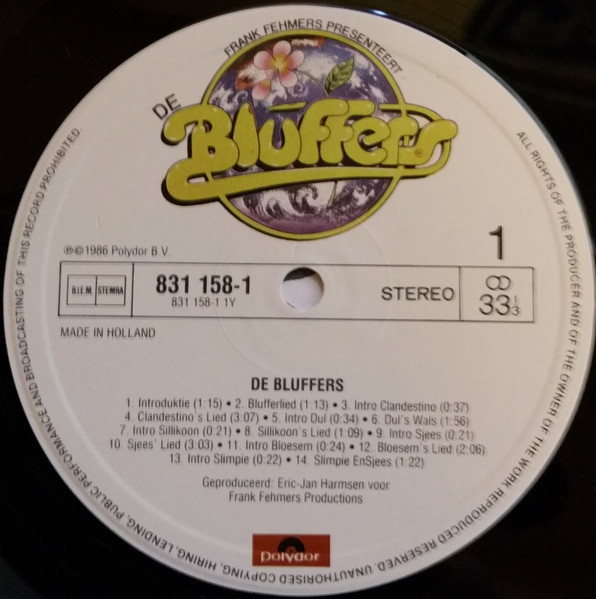 FRANK FEHMERS PRESENTEERT
DE
Bluffers
1
℗©1986 Polydor B.V.
B.I.E.M. STEMRA
831 158-1
831 158-1 1Y
STEREO
33 1/3
MADE IN HOLLAND
DE BLUFFERS
1. Introduktie (1:15) • 2. Blufferlied (1:13) • 3. Intro Clandestino (0:37)
4. Clandestino's Lied (3:07) • 5. Intro Dul (0:34) • 6. Dul's Wals (1:56)
7. Intro Sillikoon (0:21) • 8. Sillikoon's Lied (1:09) • 9. Intro Sjees (0:21)
10. Sjees' Lied (3:03) • 11. Intro Bloesem (0:24) • 12. Bloesem's Lied (2:06)
13. Intro Slimpie (0:22) • 14. Slimpie EnSjees (1:22)
Geproduceerd: Eric-Jan Harmsen voor
Frank Fehmers Productions
polydor
ALL RIGHTS OF THE PRODUCER AND OF THE OWNER OF THE WORK REPRODUCED RESERVED. UNAUTHORISED COPYING, HIRING, LENDING, PUBLIC PERFORMANCE AND BROADCASTING OF THIS RECORD PROHIBITED.